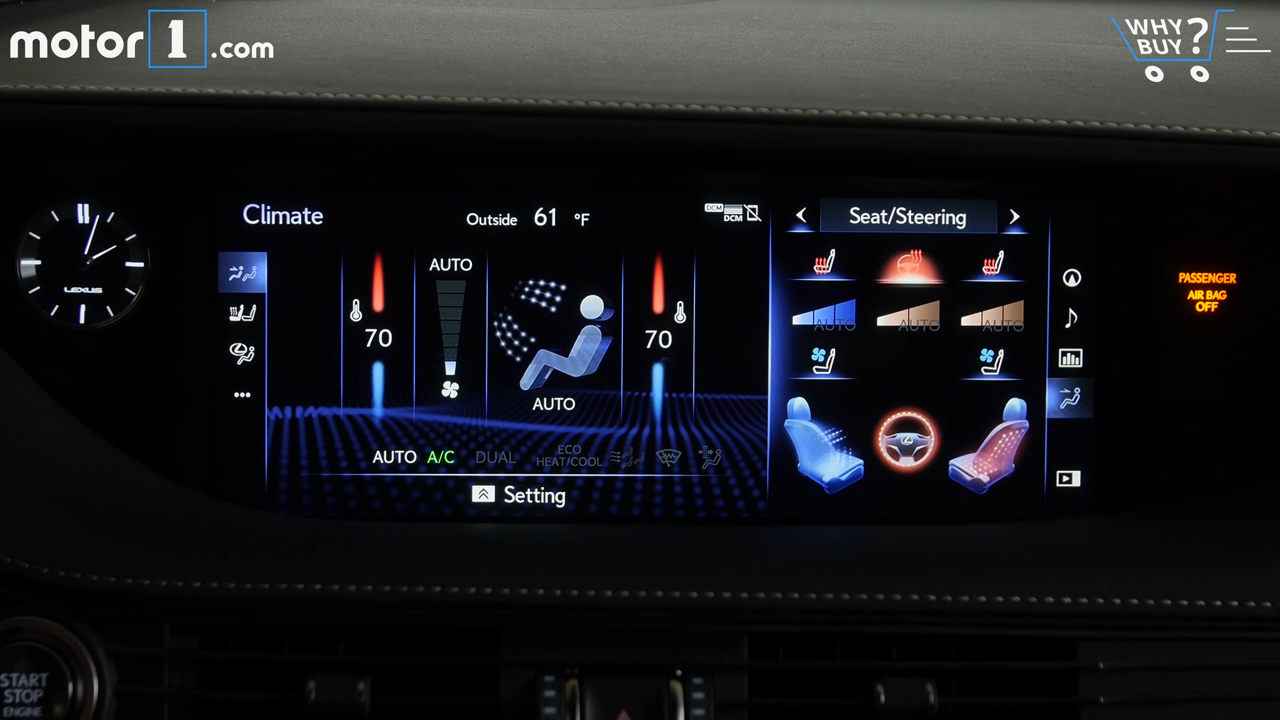 motor1.com
WHY
BUY?
Climate
Outside 61 °F
DCM
DCM
Seat/Steering
AUTO
70
70
AUTO
AUTO
AUTO
AUTO
LEXUS
PASSENGER
AIR BAG
OFF
AUTO A/C DUAL ECO
HEAT/COOL
Setting
START
STOP
ENGINE